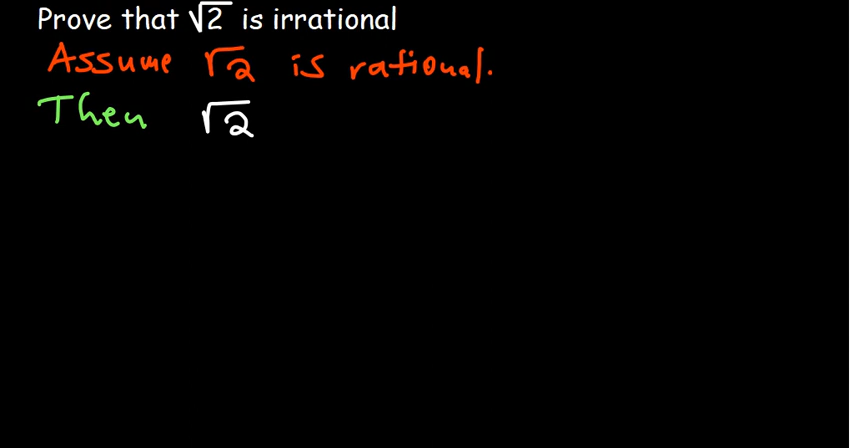 Prove that √2 is irrational
Assume √2 is rational.
Then √2